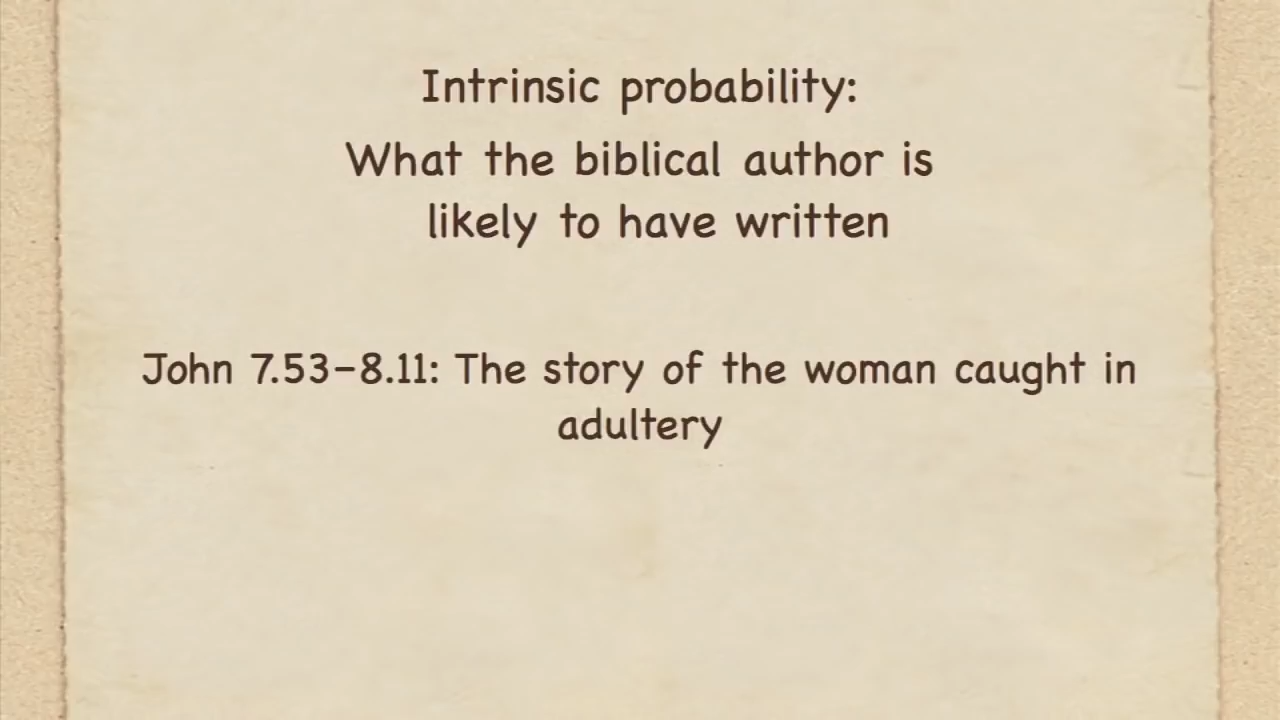 Intrinsic probability:
What the biblical author is
likely to have written
John 7.53–8.11: The story of the woman caught in
adultery